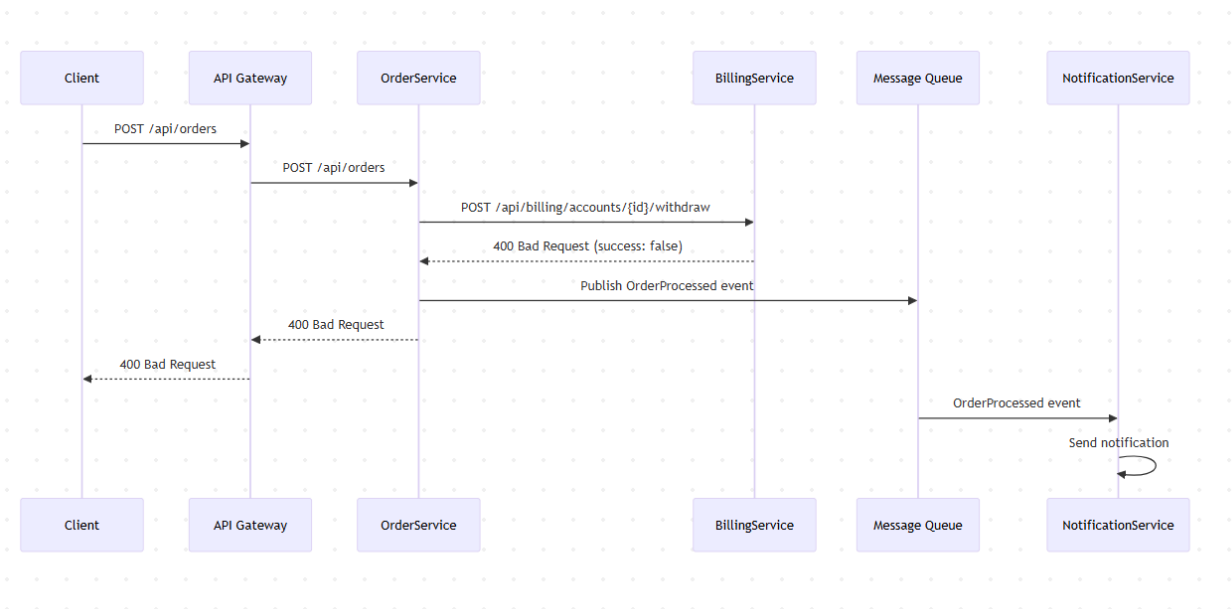 Client
API Gateway
OrderService
BillingService
Message Queue
NotificationService
POST /api/orders
POST /api/orders
POST /api/billing/accounts/{id}/withdraw
400 Bad Request (success: false)
Publish OrderProcessed event
400 Bad Request
400 Bad Request
OrderProcessed event
Send notification
Client
API Gateway
OrderService
BillingService
Message Queue
NotificationService